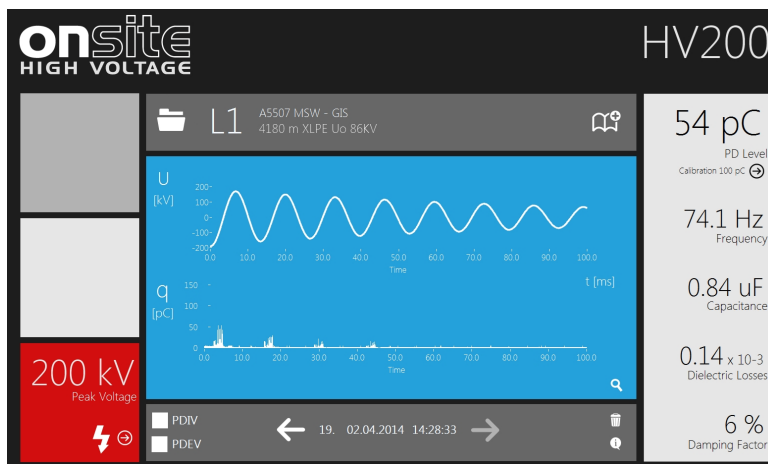 onsite
HIGH VOLTAGE
HV200
L1
A5507 MSW - GIS
4180 m XLPE Uo 86KV
54 pC
PD Level
Calibration 100 pC
74.1 Hz
Frequency
0.84 uF
Capacitance
0.14 x 10-3
Dielectric Losses
6 %
Damping Factor
U
[kV]
200
100
0
-100
-200
0.0 10.0 20.0 30.0 40.0 50.0 60.0 70.0 80.0 90.0 100.0
Time
t [ms]
q
[pC]
150
100
50
0
0.0 10.0 20.0 30.0 40.0 50.0 60.0 70.0 80.0 90.0 100.0
Time
200 kV
Peak Voltage
PDIV
PDEV
19. 02.04.2014 14:28:33